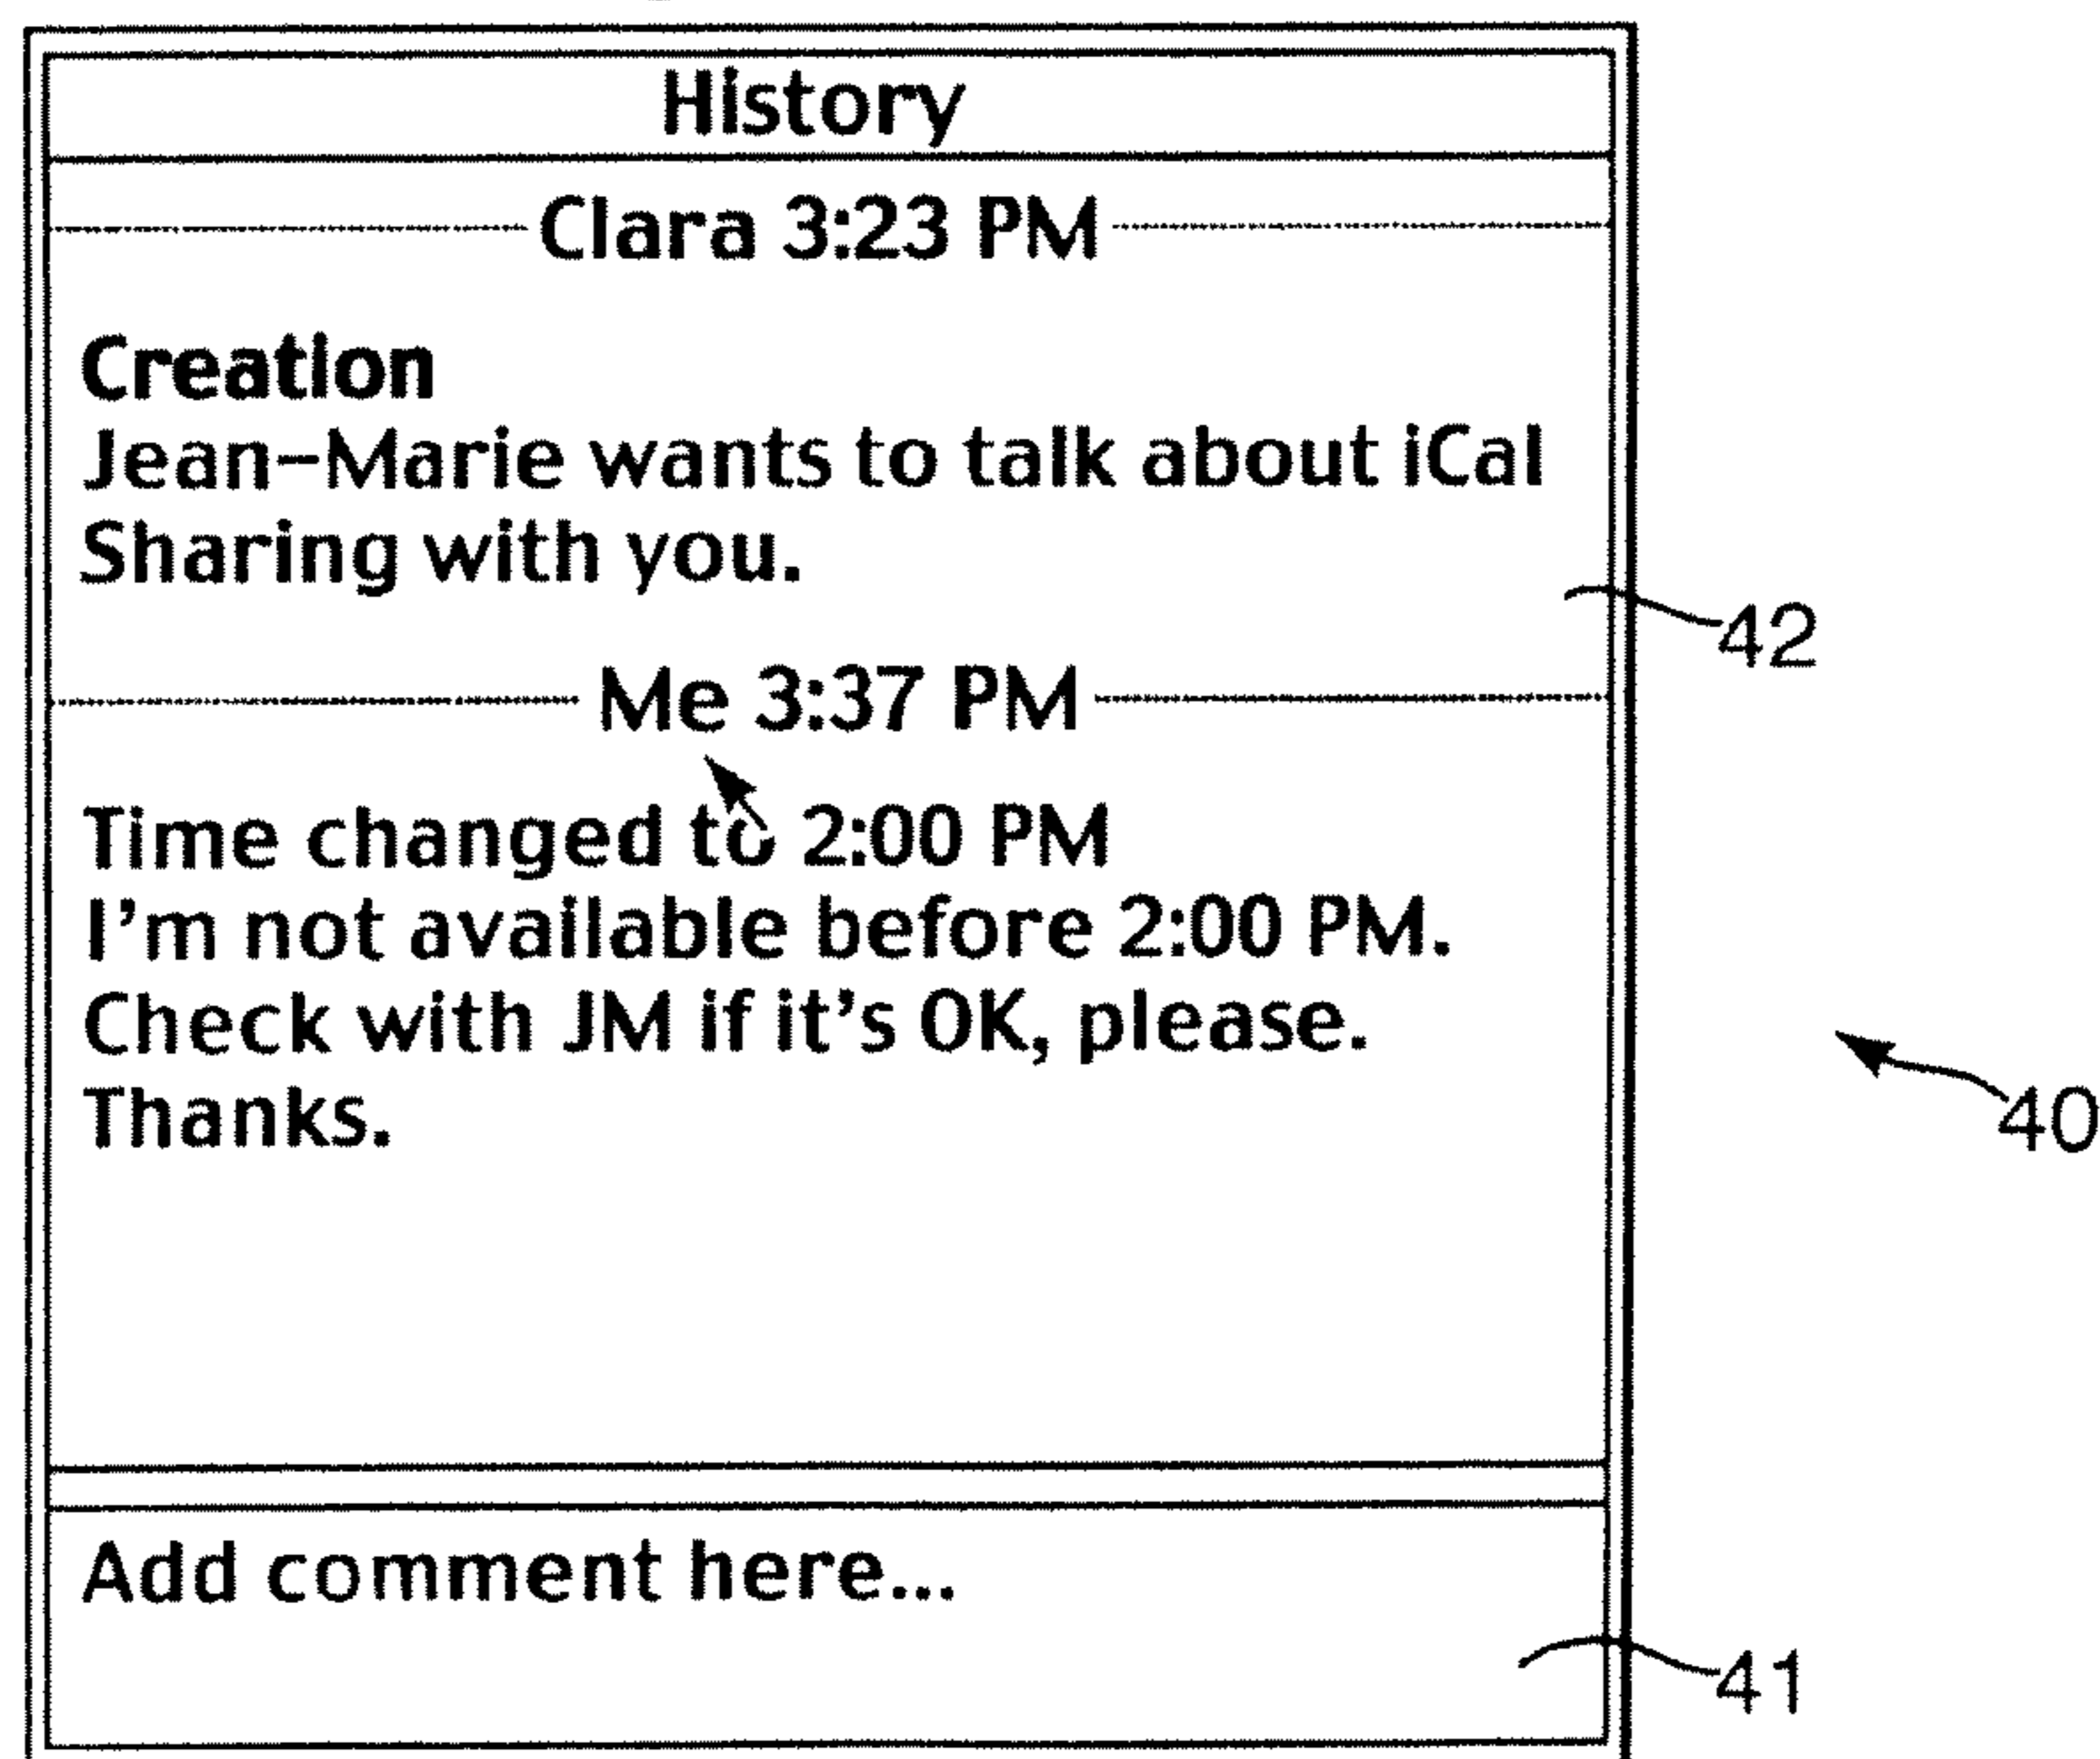 History
Clara 3:23 PM
Creation
Jean-Marie wants to talk about iCal
Sharing with you.
42
Me 3:37 PM
Time changed to 2:00 PM
I'm not available before 2:00 PM.
Check with JM if it's OK, please.
Thanks.
40
Add comment here...
41